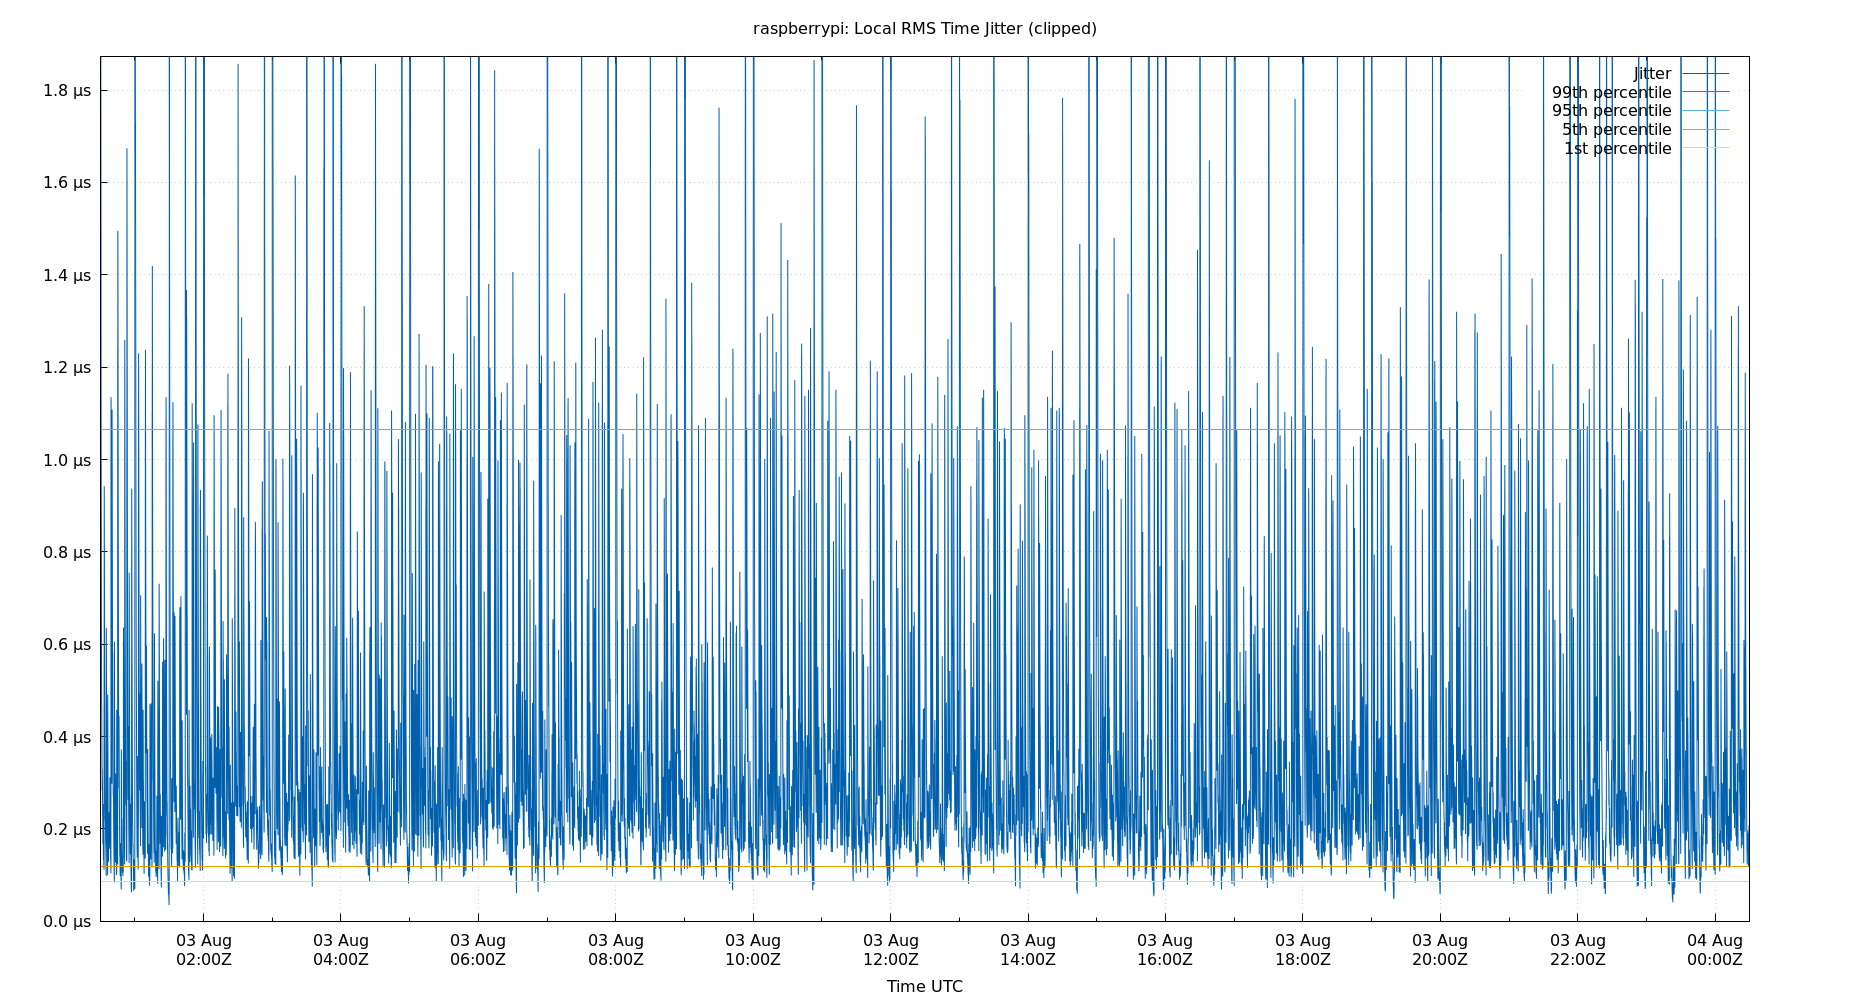 raspberrypi: Local RMS Time Jitter (clipped)
Jitter
99th percentile
95th percentile
5th percentile
1st percentile
1.8 μs
1.6 μs
1.4 μs
1.2 μs
1.0 μs
0.8 μs
0.6 μs
0.4 μs
0.2 μs
0.0 μs
03 Aug 03 Aug 03 Aug 03 Aug 03 Aug 03 Aug 03 Aug 03 Aug 03 Aug 03 Aug 03 Aug 04 Aug
02:00Z 04:00Z 06:00Z 08:00Z 10:00Z 12:00Z 14:00Z 16:00Z 18:00Z 20:00Z 22:00Z 00:00Z
Time UTC